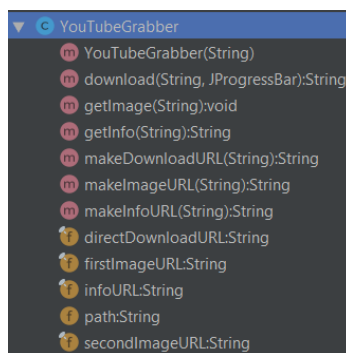 YouTubeGrabber
YouTubeGrabber(String)
download(String, JProgressBar):String
getImage(String):void
getInfo(String):String
makeDownloadURL(String):String
makeImageURL(String):String
makeInfoURL(String):String
directDownloadURL:String
firstImageURL:String
infoURL:String
path:String
secondImageURL:String